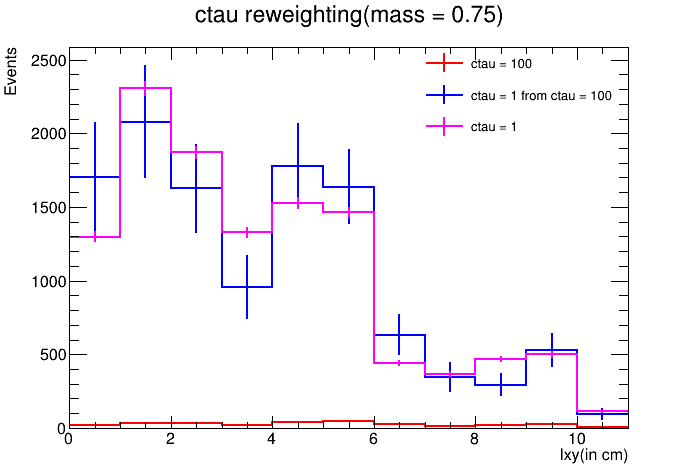 ctau reweighting(mass = 0.75)
Events
ctau = 100
ctau = 1 from ctau = 100
ctau = 1
2500
2000
1500
1000
500
0
0 2 4 6 8 10
lxy(in cm)